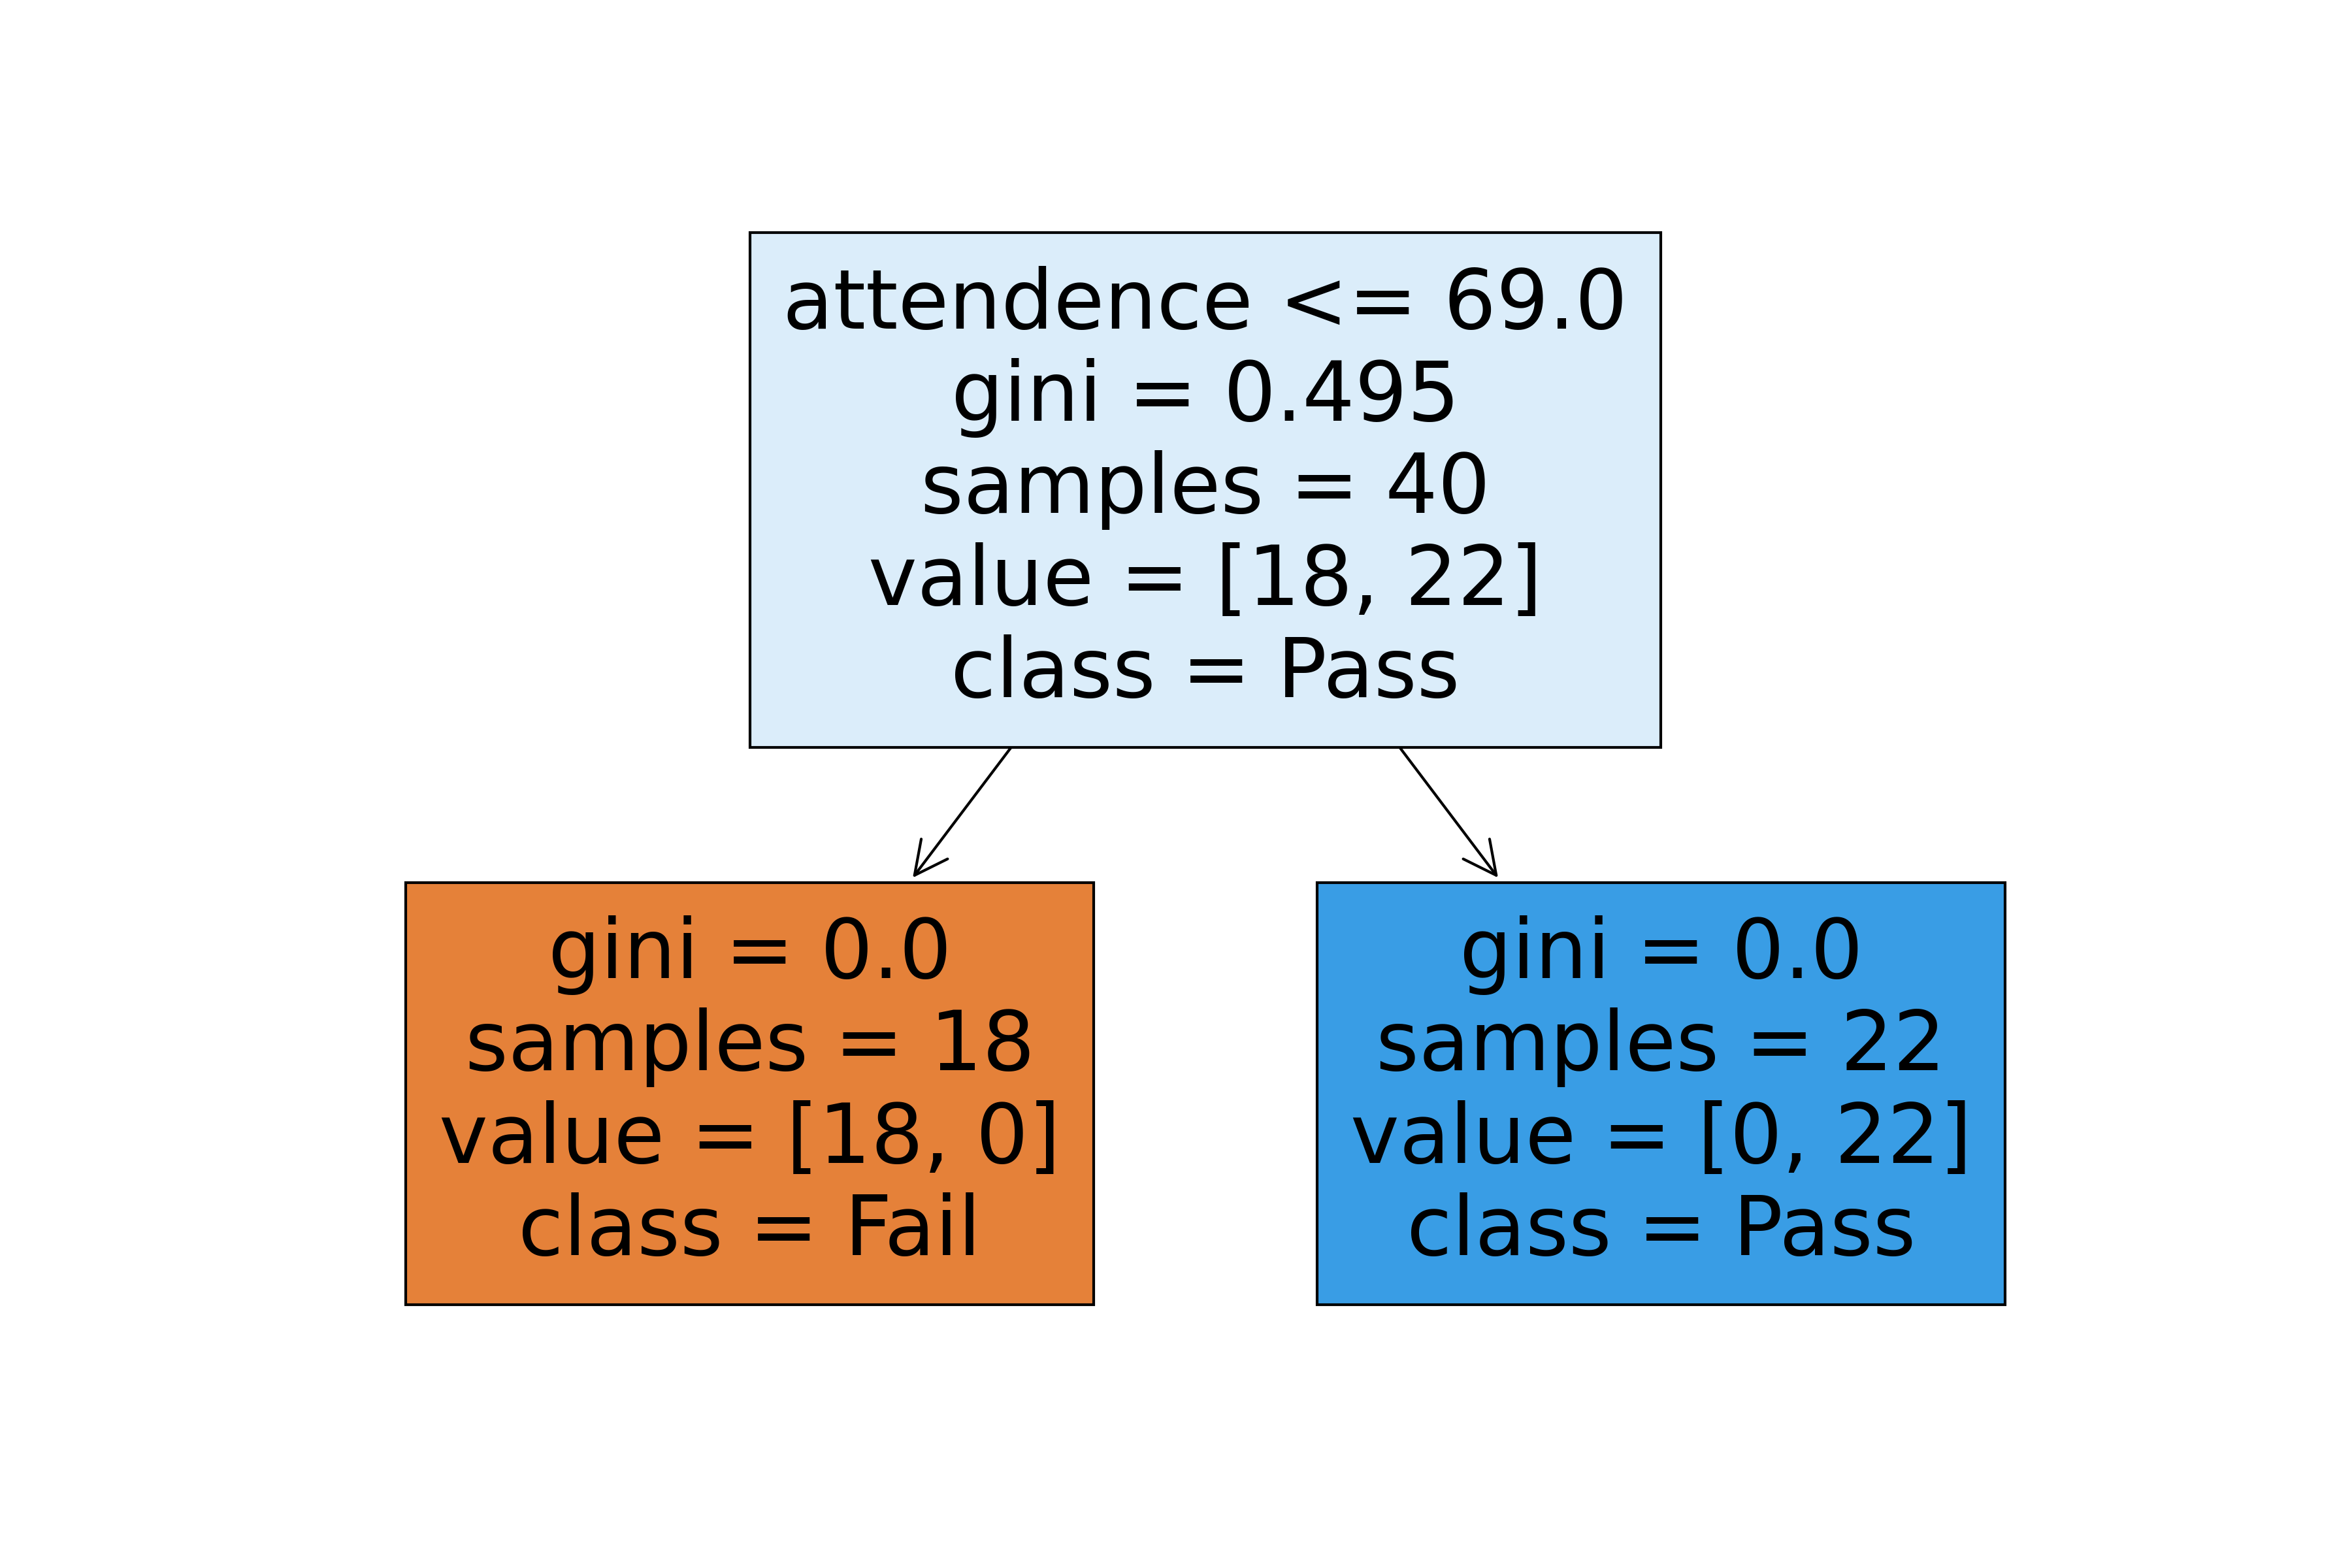 attendence <= 69.0
gini = 0.495
samples = 40
value = [18, 22]
class = Pass
gini = 0.0
samples = 18
value = [18, 0]
class = Fail
gini = 0.0
samples = 22
value = [0, 22]
class = Pass